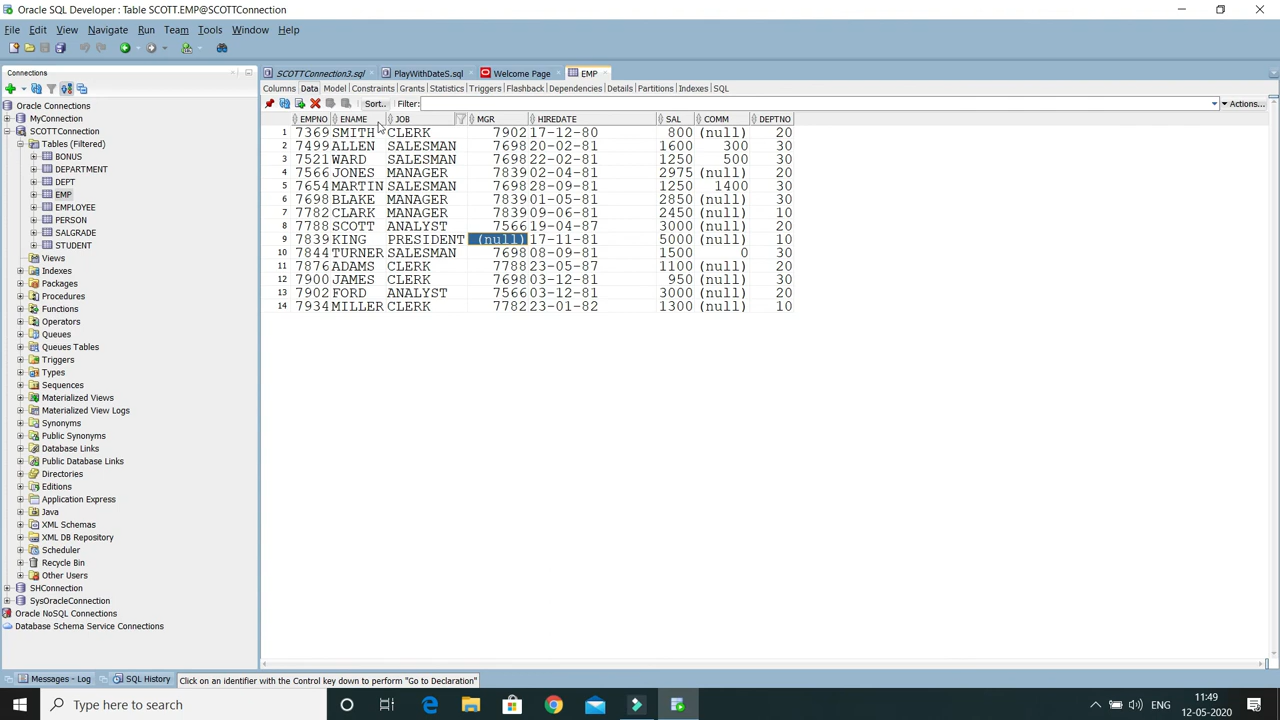 Oracle SQL Developer : Table SCOTT.EMP@SCOTTConnection
File Edit View Navigate Run Team Tools Window Help
Connections
SCOTTConnection3.sql PlayWithDateS.sql Welcome Page EMP
Columns Data Model Constraints Grants Statistics Triggers Flashback Dependencies Details Partitions Indexes SQL
Sort.. Filter: Actions...
Oracle Connections
MyConnection
SCOTTConnection
Tables (Filtered)
BONUS
DEPARTMENT
DEPT
EMP
EMPLOYEE
PERSON
SALGRADE
STUDENT
Views
Indexes
Packages
Procedures
Functions
Operators
Queues
Queues Tables
Triggers
Types
Sequences
Materialized Views
Materialized View Logs
Synonyms
Public Synonyms
Database Links
Public Database Links
Directories
Editions
Application Express
Java
XML Schemas
XML DB Repository
Scheduler
Recycle Bin
Other Users
SHConnection
SysOracleConnection
Oracle NoSQL Connections
Database Schema Service Connections
EMPNO ENAME JOB MGR HIREDATE SAL COMM DEPTNO
1 7369 SMITH CLERK 7902 17-12-80 800 (null) 20
2 7499 ALLEN SALESMAN 7698 20-02-81 1600 300 30
3 7521 WARD SALESMAN 7698 22-02-81 1250 500 30
4 7566 JONES MANAGER 7839 02-04-81 2975 (null) 20
5 7654 MARTIN SALESMAN 7698 28-09-81 1250 1400 30
6 7698 BLAKE MANAGER 7839 01-05-81 2850 (null) 30
7 7782 CLARK MANAGER 7839 09-06-81 2450 (null) 10
8 7788 SCOTT ANALYST 7566 19-04-87 3000 (null) 20
9 7839 KING PRESIDENT (null) 17-11-81 5000 (null) 10
10 7844 TURNER SALESMAN 7698 08-09-81 1500 0 30
11 7876 ADAMS CLERK 7788 23-05-87 1100 (null) 20
12 7900 JAMES CLERK 7698 03-12-81 950 (null) 30
13 7902 FORD ANALYST 7566 03-12-81 3000 (null) 20
14 7934 MILLER CLERK 7782 23-01-82 1300 (null) 10
Messages - Log SQL History Click on an identifier with the Control key down to perform "Go to Declaration"
Type here to search
ENG
11:49
12-05-2020